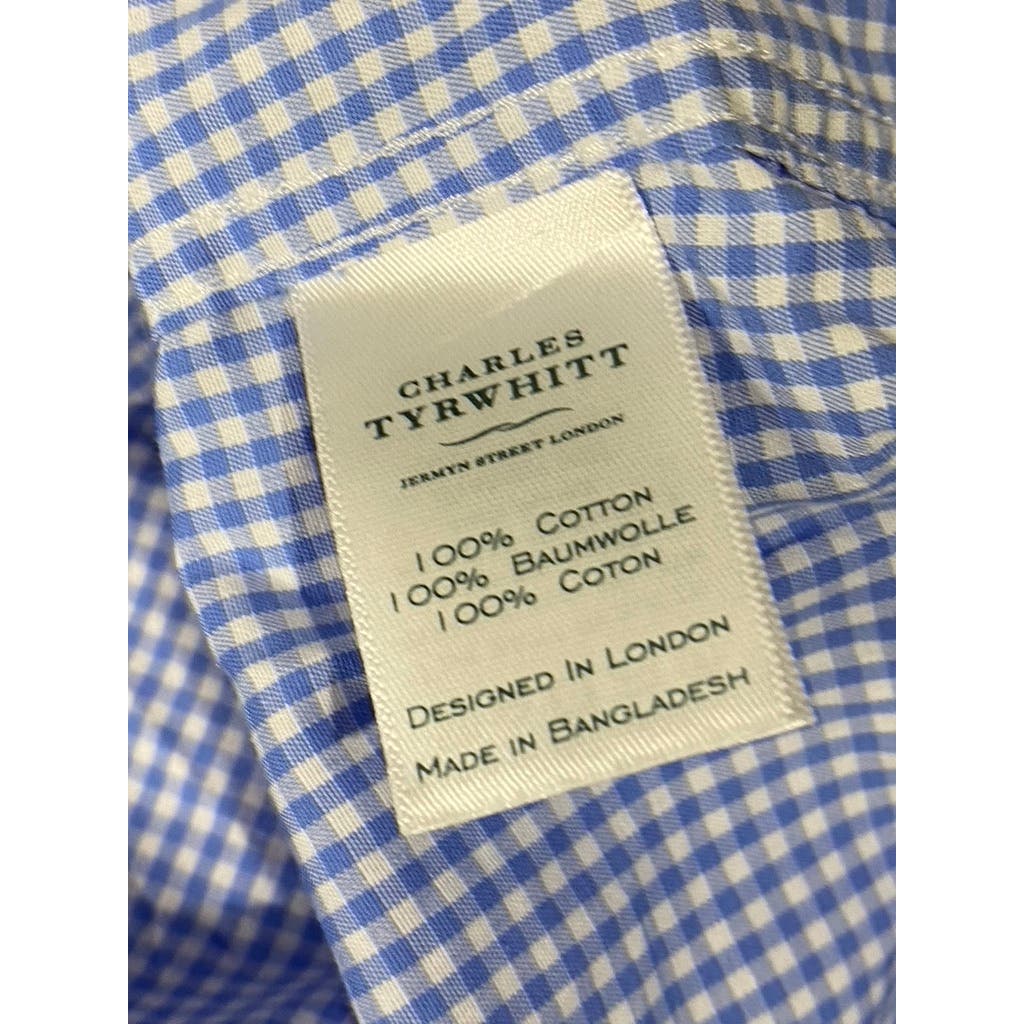 CHARLES
TYRWHITT
JERMYN STREET LONDON
100% COTTON
100% BAUMWOLLE
100% COTON
DESIGNED IN LONDON
MADE IN BANGLADESH